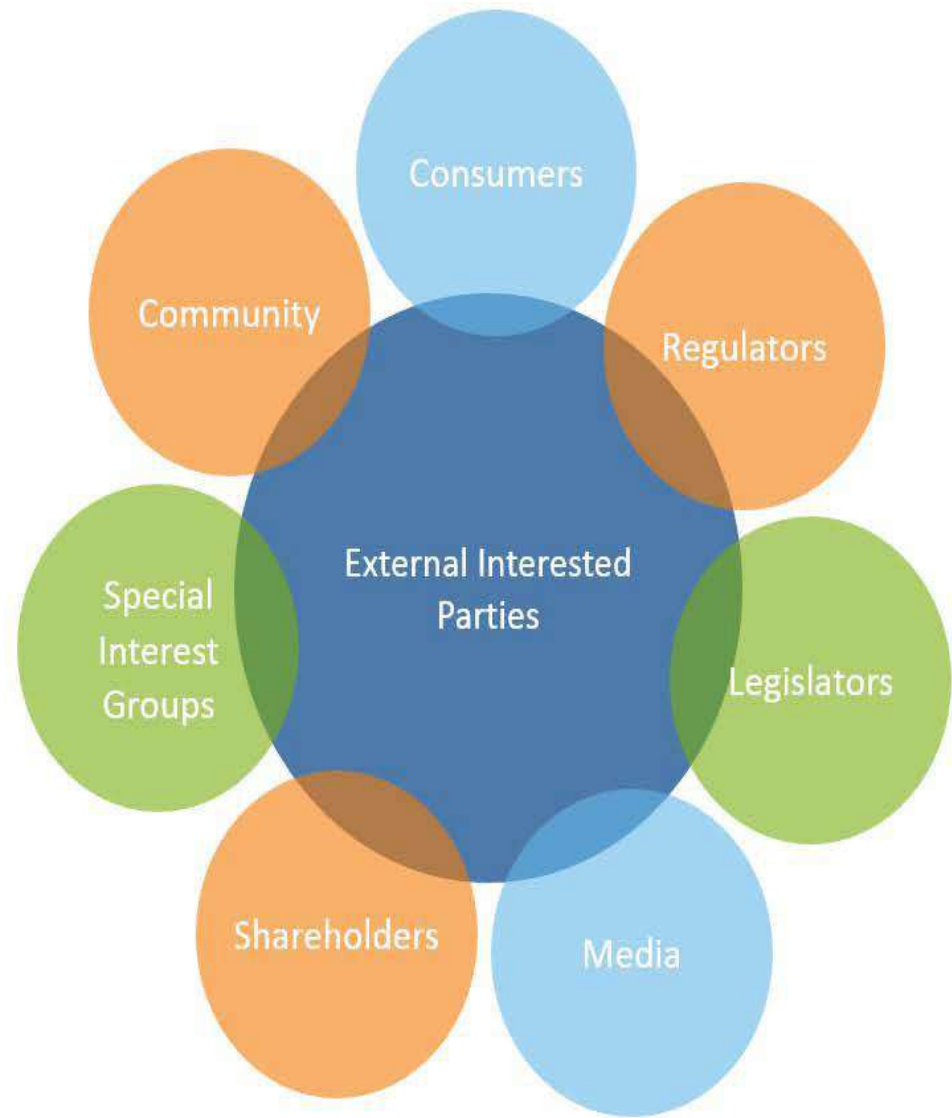 Consumers
Community
Regulators
External Interested
Parties
Special
Interest
Groups
Legislators
Shareholders
Media